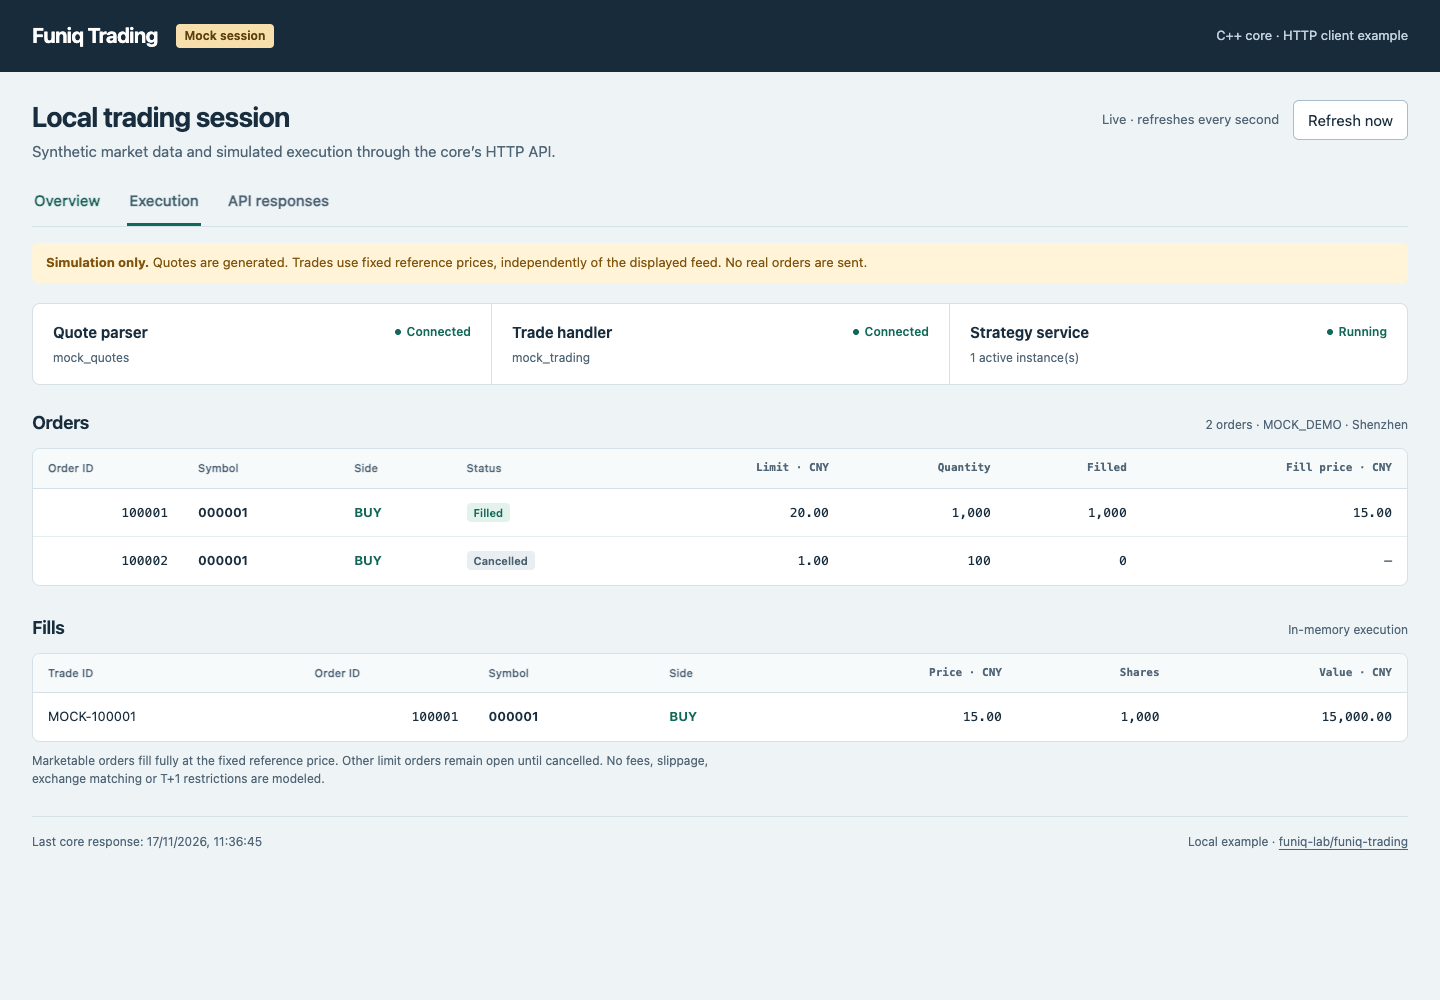 Funiq Trading Mock session C++ core · HTTP client example
Local trading session
Live · refreshes every second Refresh now
Synthetic market data and simulated execution through the core’s HTTP API.
Overview Execution API responses
Simulation only. Quotes are generated. Trades use fixed reference prices, independently of the displayed feed. No real orders are sent.
Quote parser Connected Trade handler Connected Strategy service Running
mock_quotes mock_trading 1 active instance(s)
Orders 2 orders · MOCK_DEMO · Shenzhen
Order ID Symbol Side Status Limit · CNY Quantity Filled Fill price · CNY
100001 000001 BUY Filled 20.00 1,000 1,000 15.00
100002 000001 BUY Cancelled 1.00 100 0 —
Fills In-memory execution
Trade ID Order ID Symbol Side Price · CNY Shares Value · CNY
MOCK-100001 100001 000001 BUY 15.00 1,000 15,000.00
Marketable orders fill fully at the fixed reference price. Other limit orders remain open until cancelled. No fees, slippage,
exchange matching or T+1 restrictions are modeled.
Last core response: 17/11/2026, 11:36:45 Local example · funiq-lab/funiq-trading